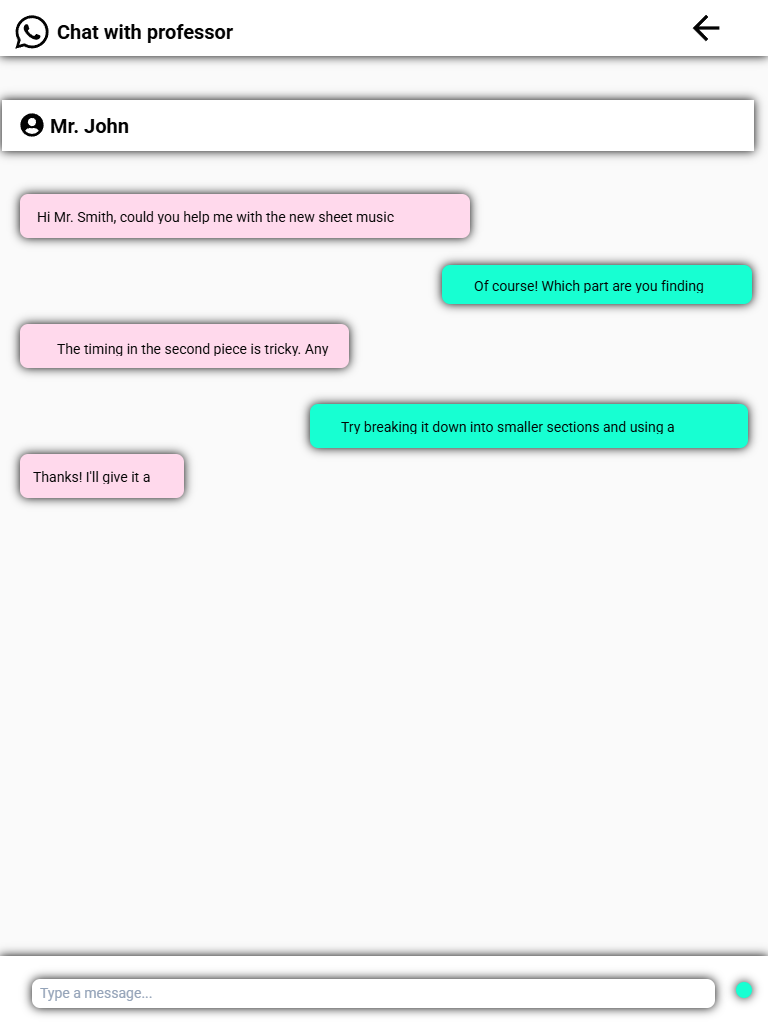 Chat with professor
Mr. John
Hi Mr. Smith, could you help me with the new sheet music
Of course! Which part are you finding
The timing in the second piece is tricky. Any
Try breaking it down into smaller sections and using a
Thanks! I'll give it a
Type a message...